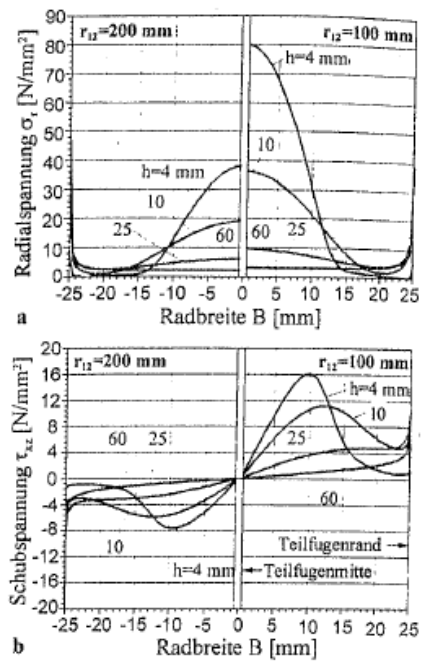 r₁₂=200 mm
r₁₂=100 mm
Radialspannung σᵣ [N/mm²]
90
80
70
60
50
40
30
20
10
0
h=4 mm
10
h=4 mm
10
25
60
60
25
-25 -20 -15 -10 -5 0
0 5 10 15 20 25
a
Radbreite B [mm]
r₁₂=200 mm
r₁₂=100 mm
Schubspannung τxz [N/mm²]
20
16
12
8
4
0
-4
-8
-12
-16
-20
h=4 mm
10
60 25
25
60
10
Teilfugenrand
h=4 mm
Teilfugenmitte
-25 -20 -15 -10 -5 0
0 5 10 15 20 25
b
Radbreite B [mm]